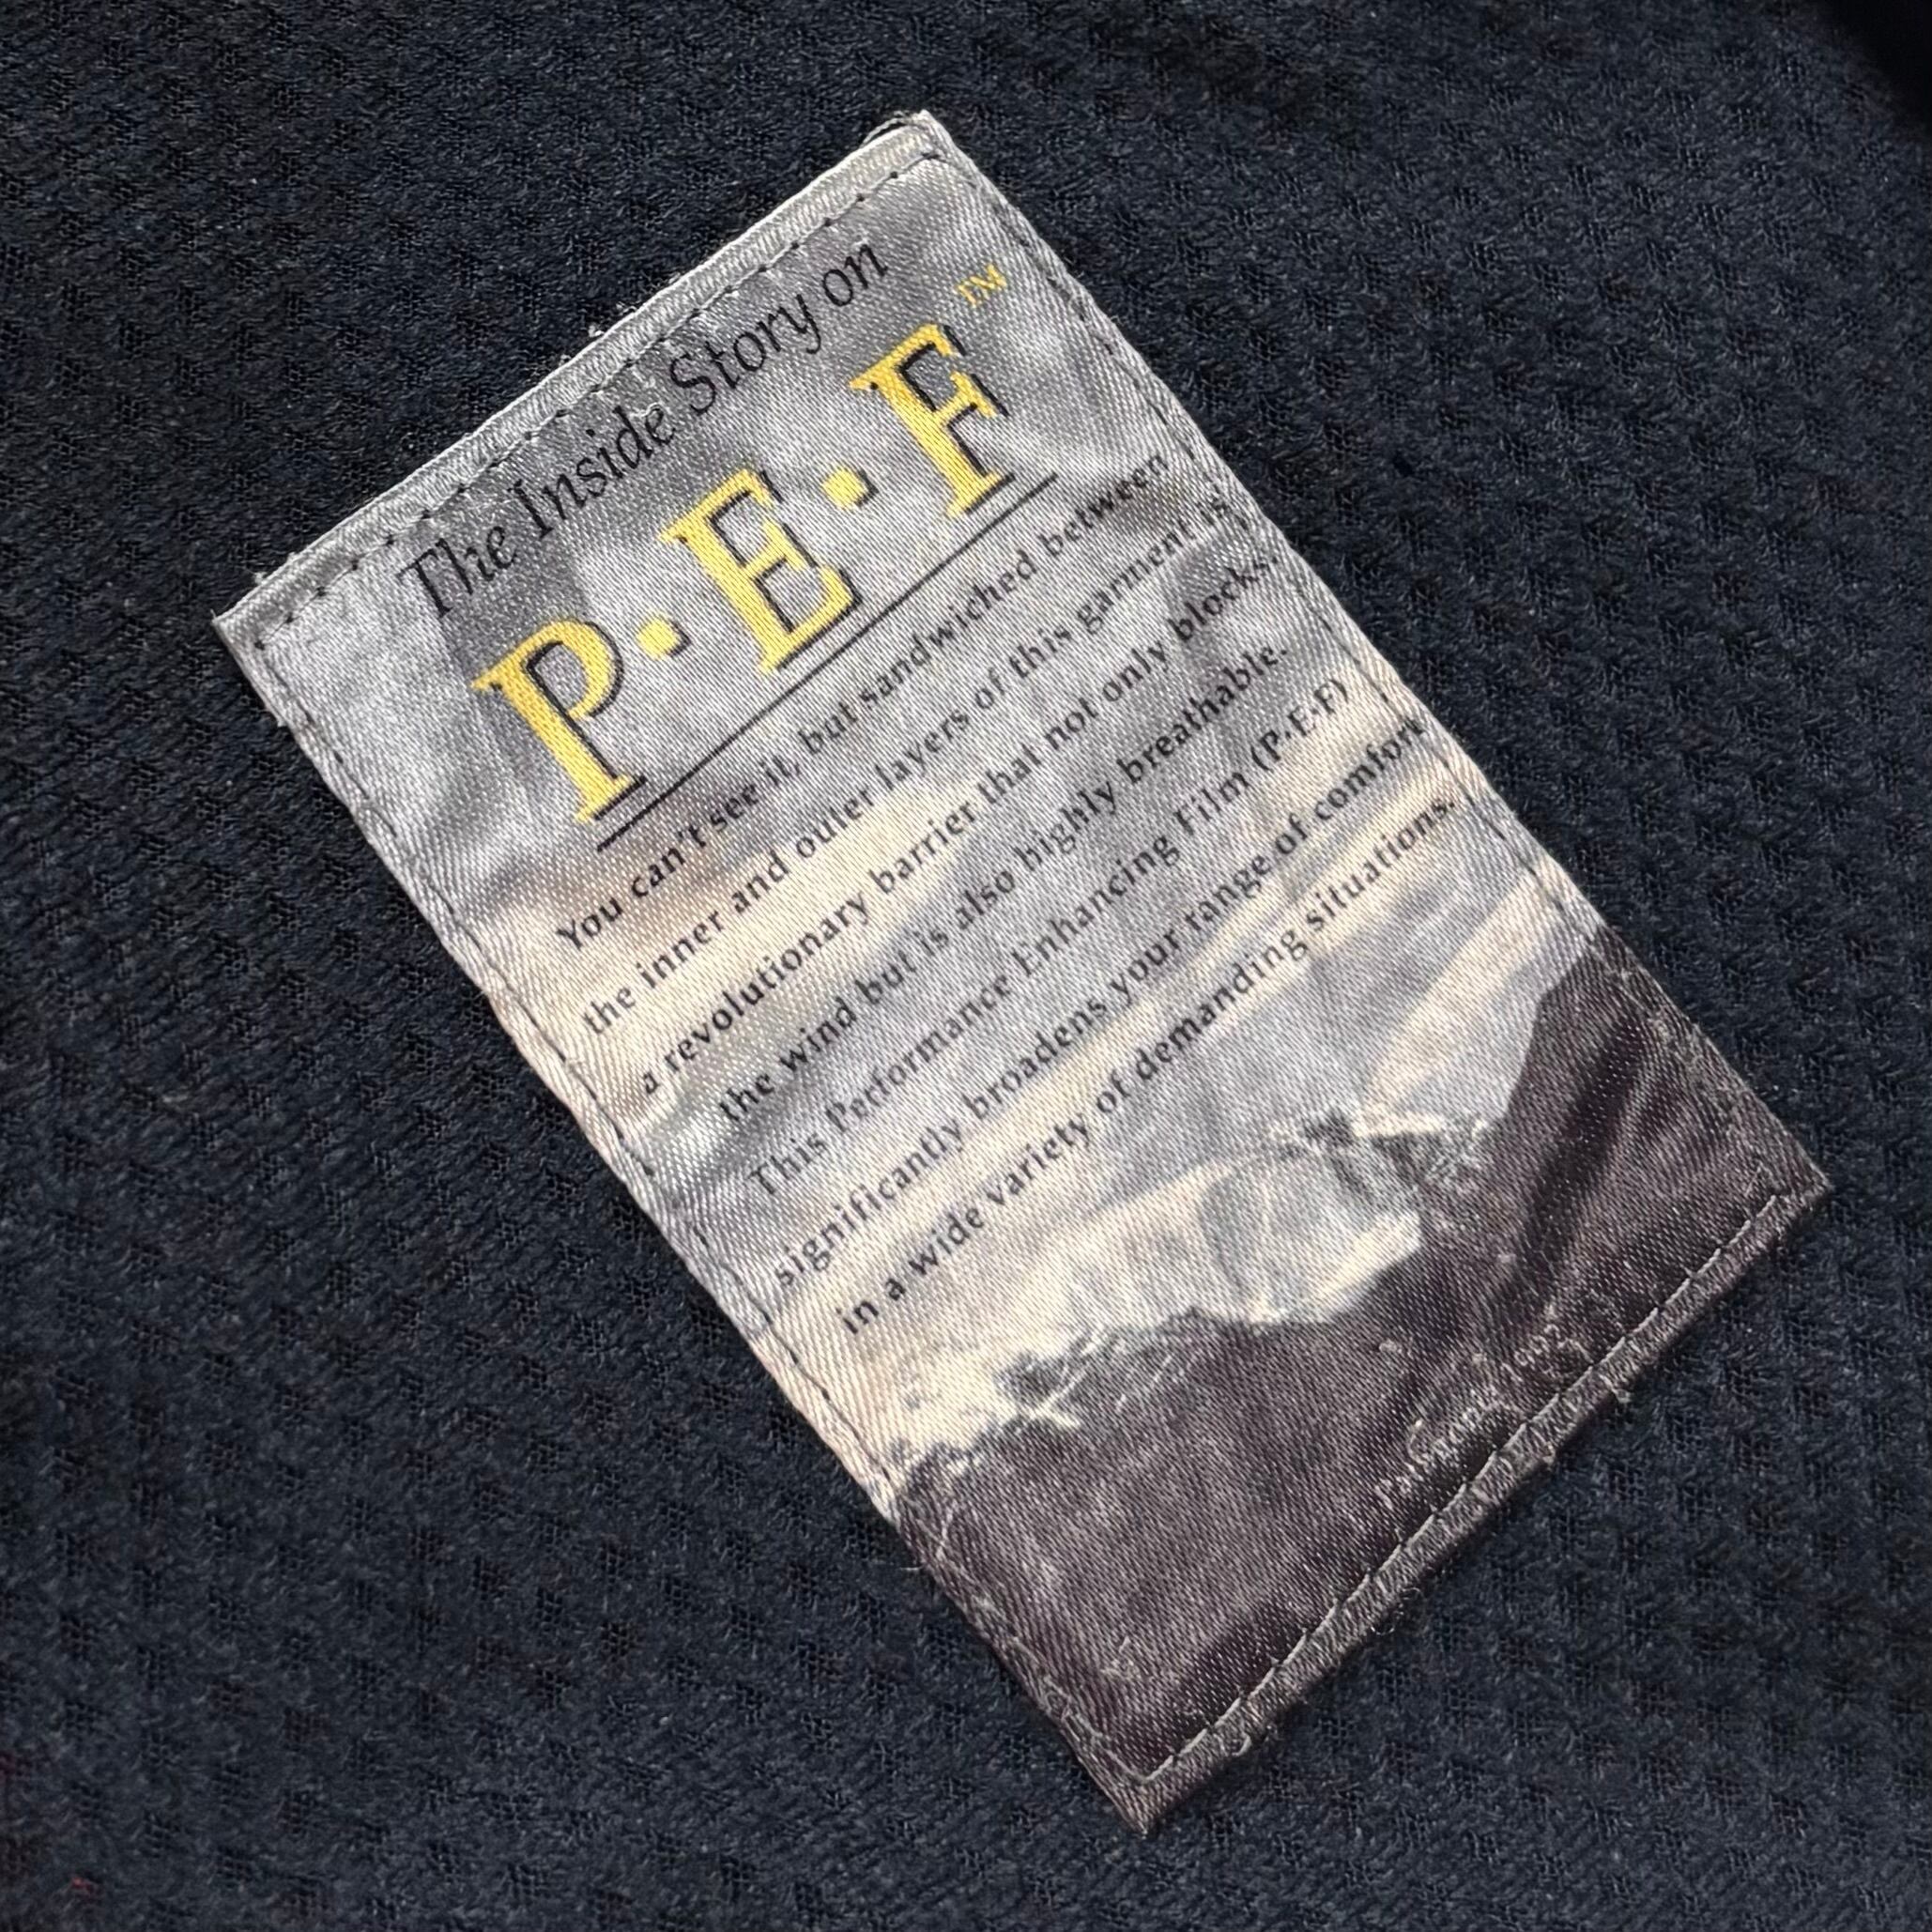 The Inside Story on
P·E·F™
You can't see it, but sandwiched between
the inner and outer layers of this garment is
a revolutionary barrier that not only blocks
the wind but is also highly breathable.
This Performance Enhancing Film (P·E·F)
significantly broadens your range of comfort
in a wide variety of demanding situations.